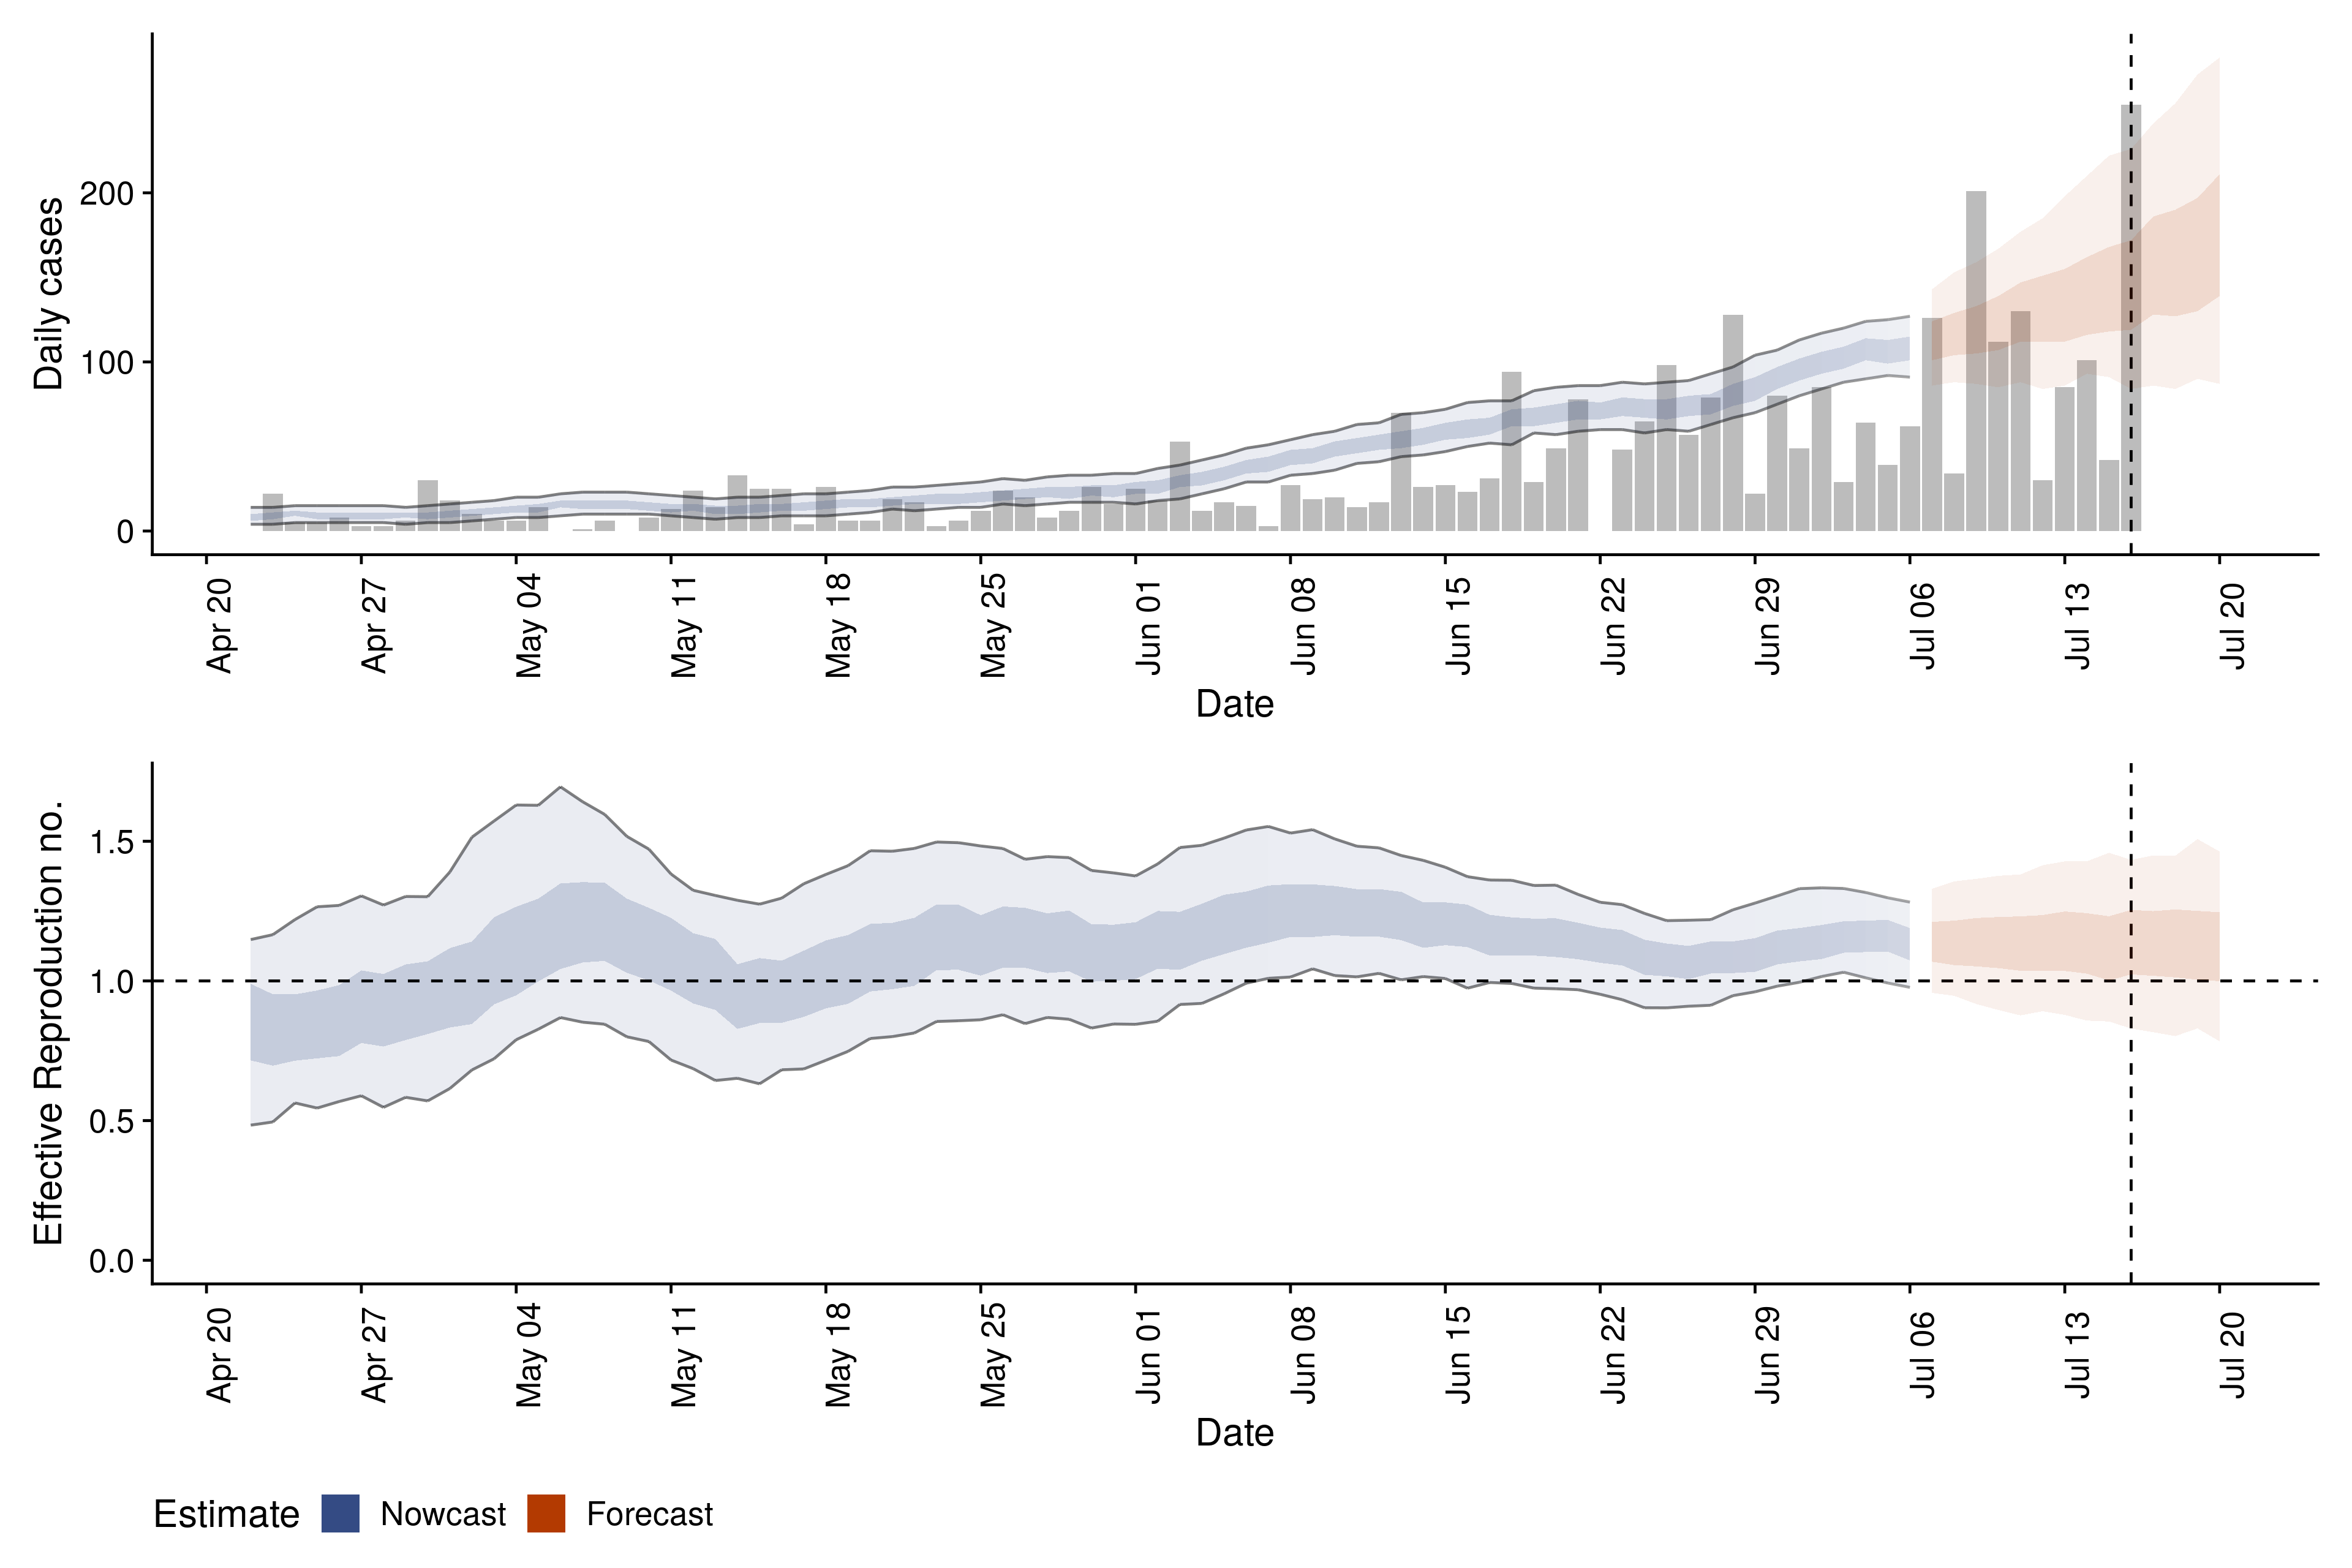 Daily cases
200
100
0
Apr 20
Apr 27
May 04
May 11
May 18
May 25
Jun 01
Jun 08
Jun 15
Jun 22
Jun 29
Jul 06
Jul 13
Jul 20
Date
Effective Reproduction no.
1.5
1.0
0.5
0.0
Apr 20
Apr 27
May 04
May 11
May 18
May 25
Jun 01
Jun 08
Jun 15
Jun 22
Jun 29
Jul 06
Jul 13
Jul 20
Date
Estimate Nowcast Forecast